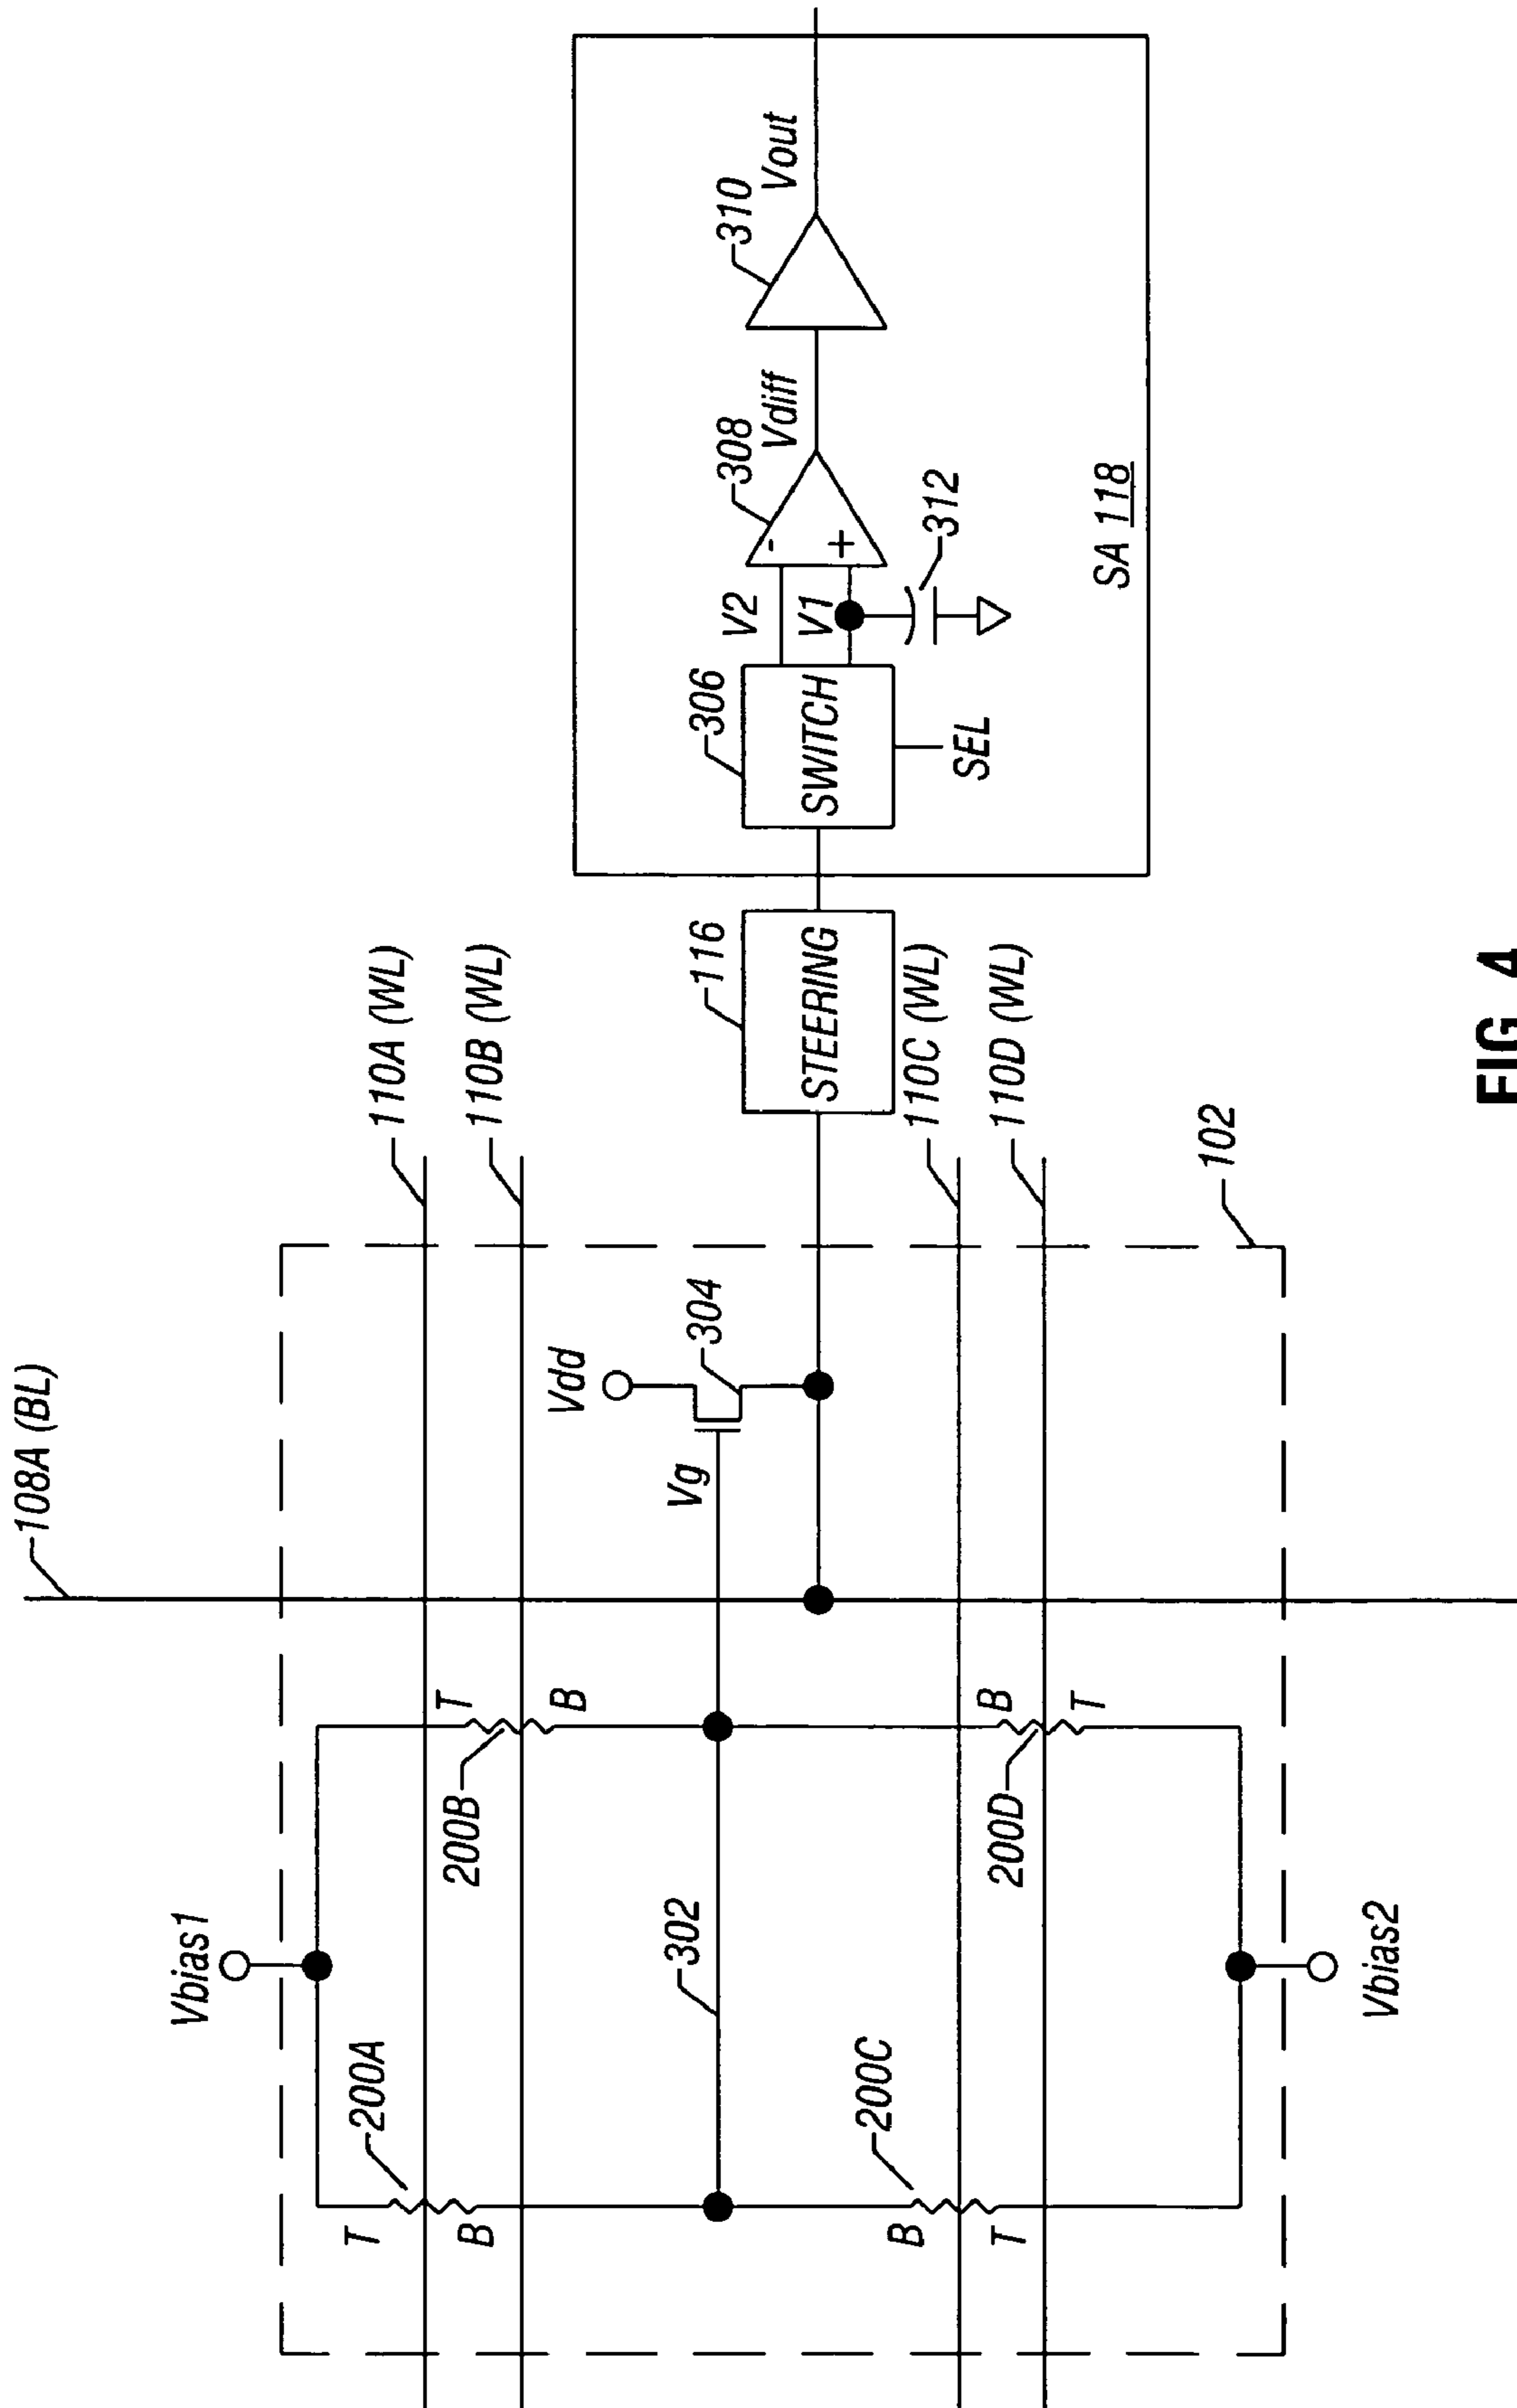 108A (BL)
Vbias1
200A
T
B
T
200B
B
302
Vg
Vdd
304
110A (WL)
110B (WL)
116
STEERING
306
SWITCH
SEL
V2
V1
308
-
+
Vdiff
312
310
Vout
SA 118
200C
B
T
200D
B
T
110C (WL)
110D (WL)
102
Vbias2
FIG. 4